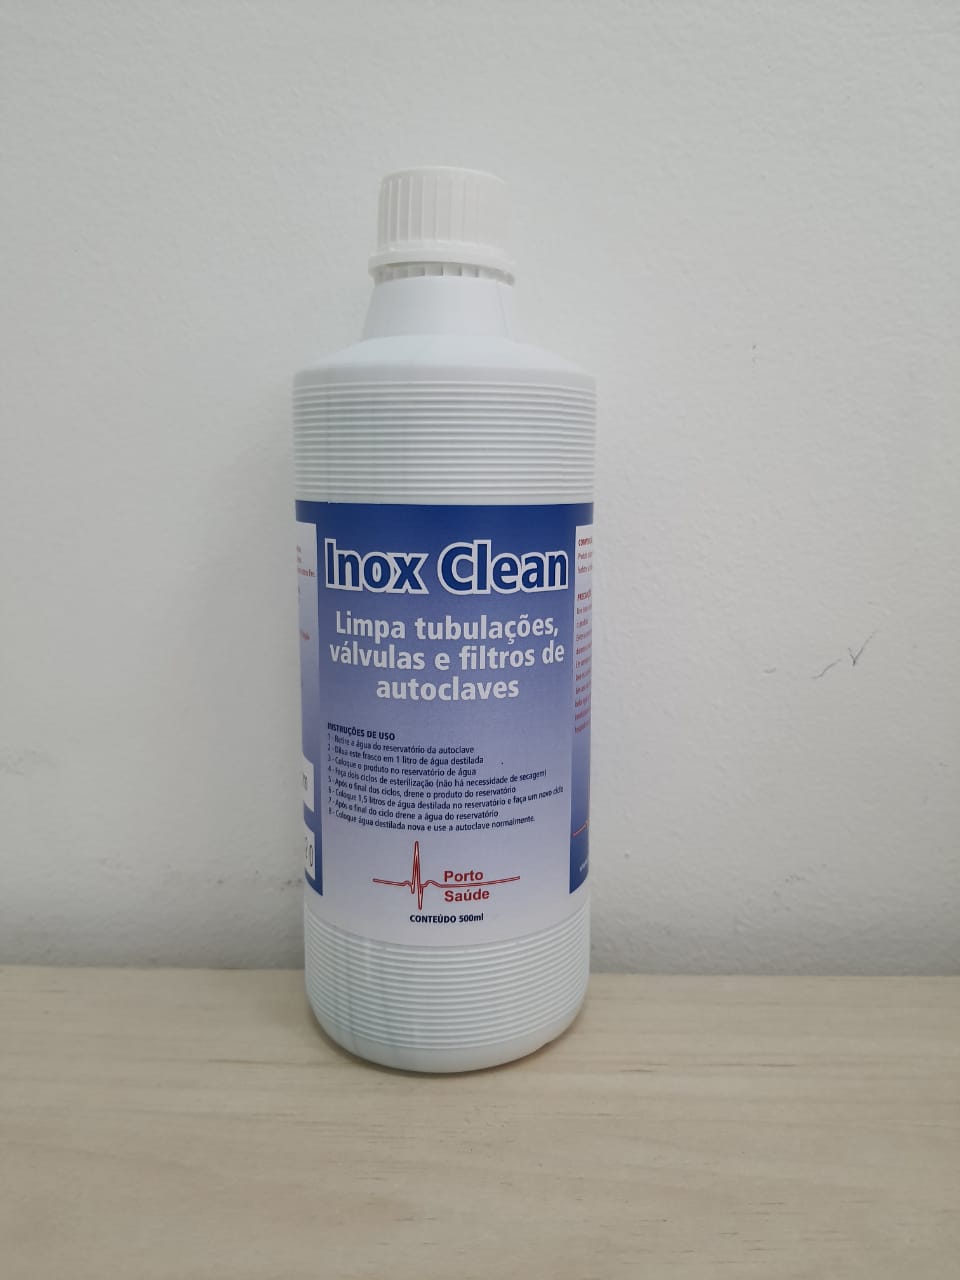 Inox Clean
Limpa tubulações,
válvulas e filtros de
autoclaves
INSTRUÇÕES DE USO
1 - Retire a água do reservatório da autoclave
2 - Dilua este frasco em 1 litro de água destilada
3 - Coloque o produto no reservatório de água
4 - Faça dois ciclos de esterilização (não há necessidade de secagem)
5 - Após o final dos ciclos, drene o produto do reservatório
6 - Coloque 1,5 litros de água destilada no reservatório e faça um novo ciclo
7 - Após o final do ciclo drene a água do reservatório
8 - Coloque água destilada nova e use a autoclave normalmente.
Porto
Saúde
CONTEÚDO 500ml